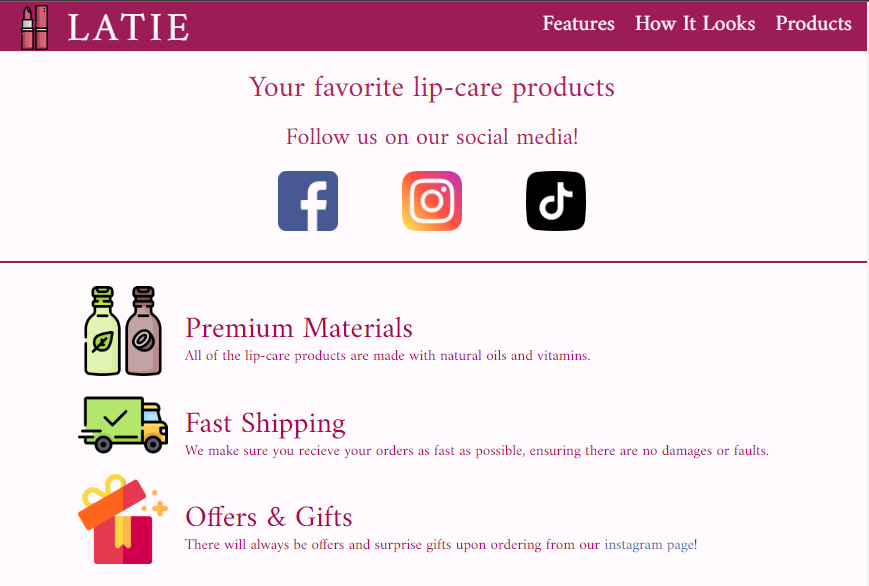 LATIE
Features How It Looks Products
Your favorite lip-care products
Follow us on our social media!
Premium Materials
All of the lip-care products are made with natural oils and vitamins.
Fast Shipping
We make sure you recieve your orders as fast as possible, ensuring there are no damages or faults.
Offers & Gifts
There will always be offers and surprise gifts upon ordering from our instagram page!